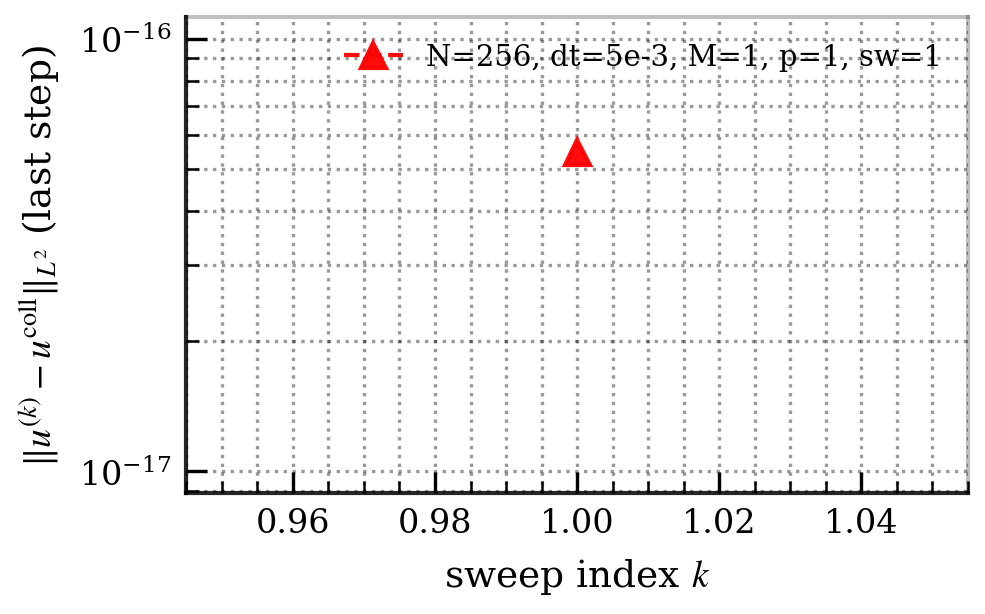 ‖u^{(k)} − u^{coll}‖_{L^2} (last step)
10^{-16}
10^{-17}
N=256, dt=5e-3, M=1, p=1, sw=1
0.96 0.98 1.00 1.02 1.04
sweep index k